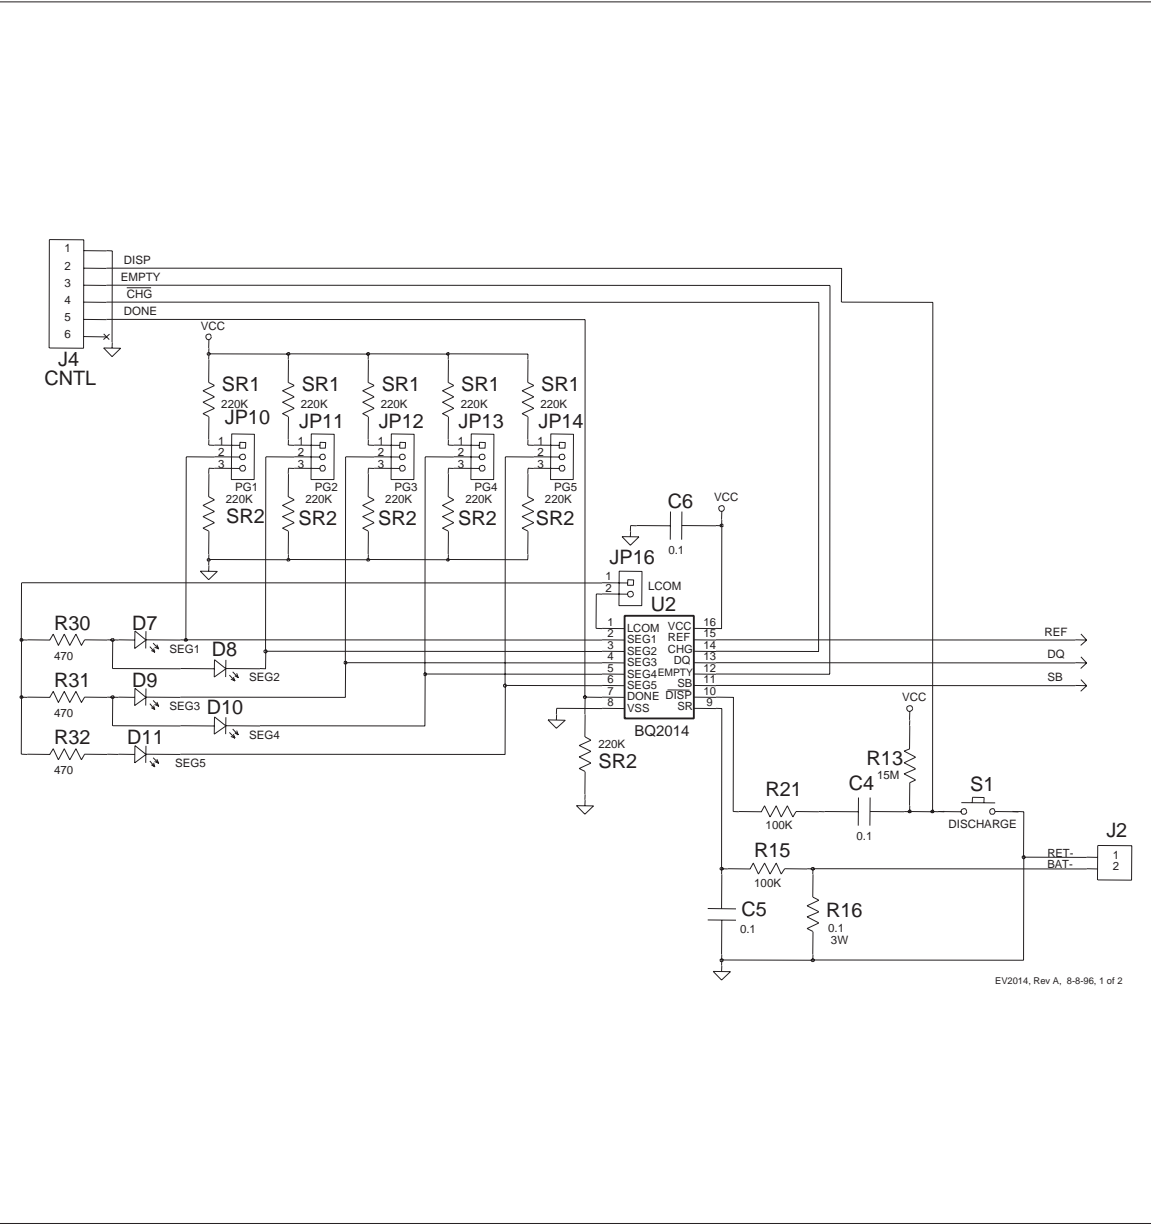 1
2
3
4
5
6
DISP
EMPTY
CHG
DONE
J4
CNTL
VCC
SR1
220K
JP10
1
2
3
PG1
220K
SR2
SR1
220K
JP11
1
2
3
PG2
220K
SR2
SR1
220K
JP12
1
2
3
PG3
220K
SR2
SR1
220K
JP13
1
2
3
PG4
220K
SR2
SR1
220K
JP14
1
2
3
PG5
220K
SR2
C6
0.1
VCC
JP16
1
2
LCOM
U2
1 LCOM VCC 16
2 SEG1 REF 15
3 SEG2 CHG 14
4 SEG3 DQ 13
5 SEG4 EMPTY 12
6 SEG5 SB 11
7 DONE DISP 10
8 VSS SR 9
BQ2014
REF
DQ
SB
R30
470
D7
SEG1
D8
SEG2
R31
470
D9
SEG3
D10
SEG4
R32
470
D11
SEG5
220K
SR2
VCC
R13
15M
R21
100K
C4
0.1
S1
DISCHARGE
J2
RET-
BAT-
1
2
R15
100K
C5
0.1
R16
0.1
3W
EV2014, Rev A, 8-8-96, 1 of 2